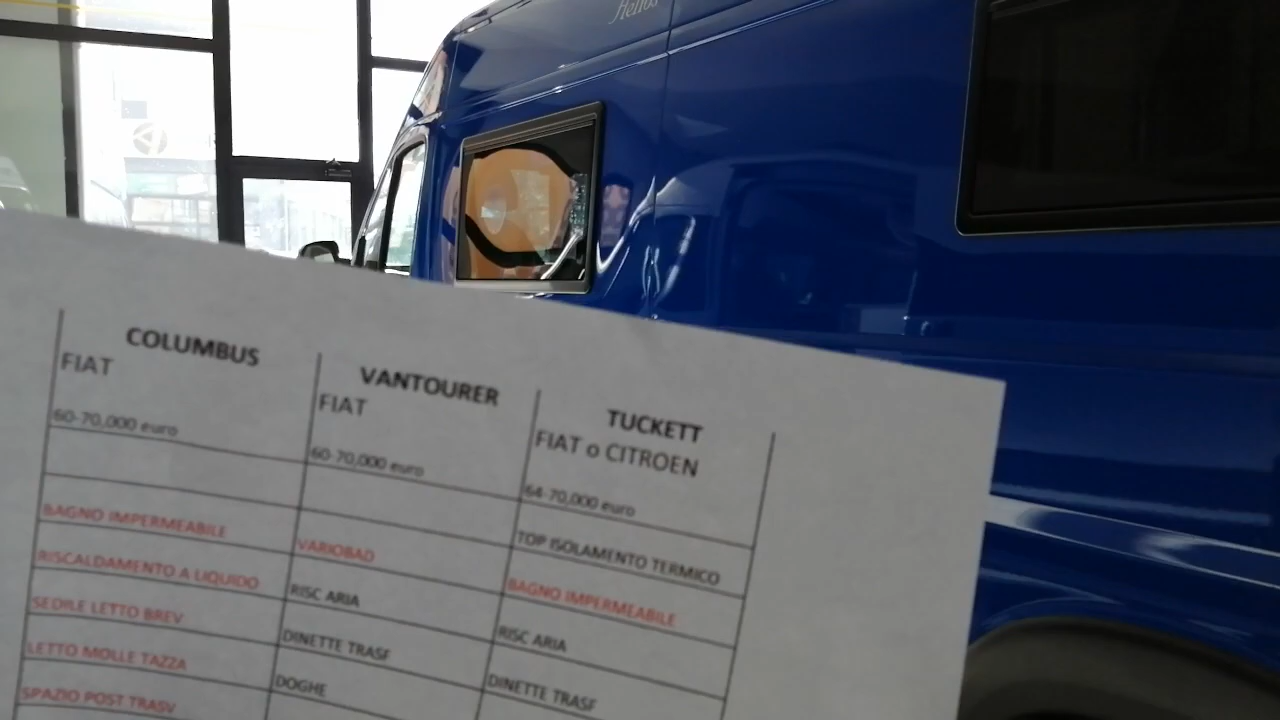 Helios
COLUMBUS
FIAT
60-70,000 euro
BAGNO IMPERMEABILE
RISCALDAMENTO A LIQUIDO
SEDILE LETTO BREV
LETTO MOLLE TAZZA
SPAZIO POST TRASV
VANTOURER
FIAT
60-70,000 euro
VARIOBAD
RISC ARIA
DINETTE TRASF
DOGHE
TUCKETT
FIAT o CITROEN
64-70,000 euro
TOP ISOLAMENTO TERMICO
BAGNO IMPERMEABILE
RISC ARIA
DINETTE TRASF